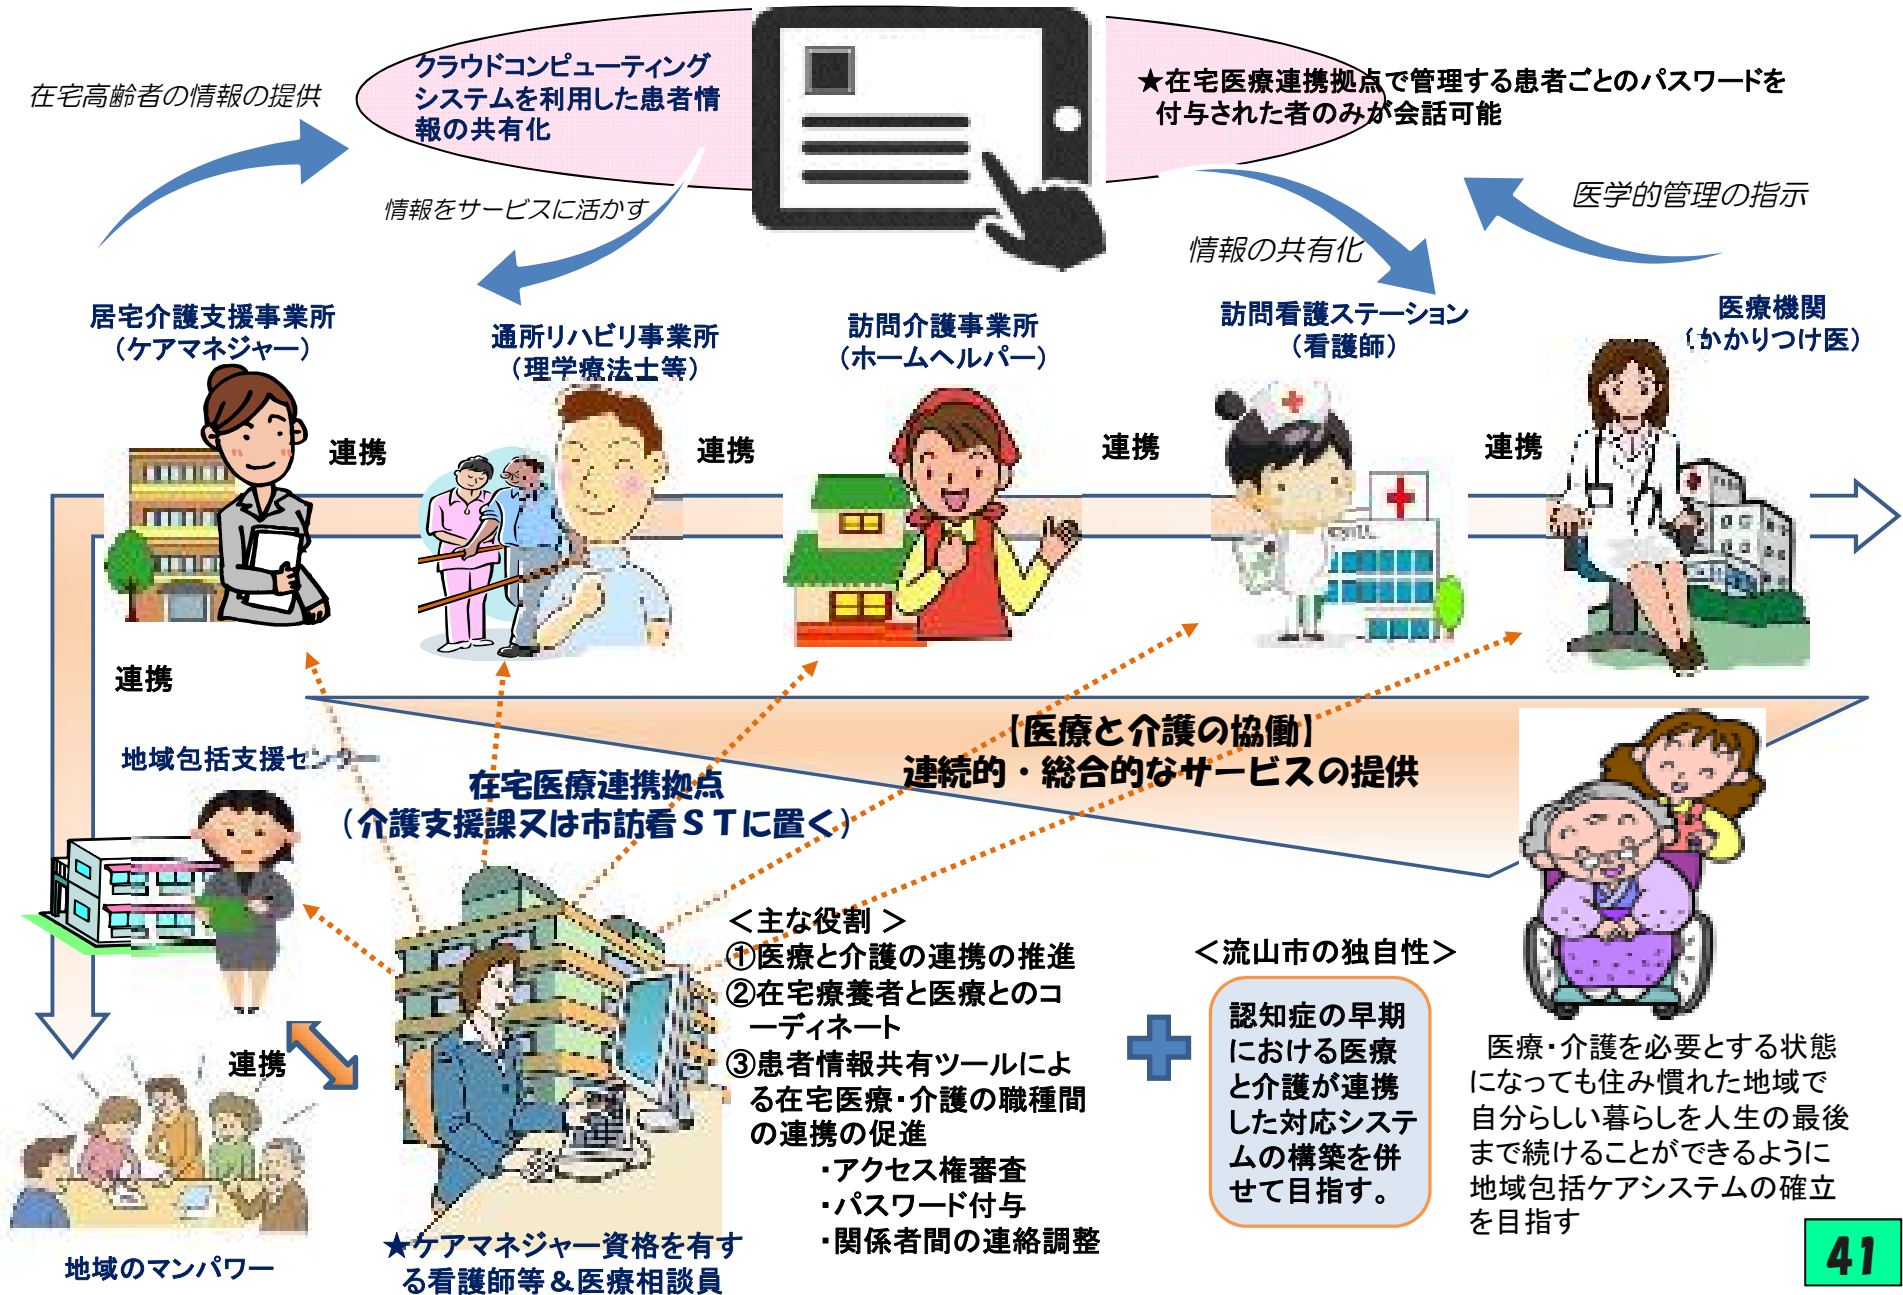 在宅高齢者の情報の提供
クラウドコンピューティング
システムを利用した患者情
報の共有化
★在宅医療連携拠点で管理する患者ごとのパスワードを
付与された者のみが会話可能
情報をサービスに活かす
情報の共有化
医学的管理の指示
居宅介護支援事業所
（ケアマネジャー）
通所リハビリ事業所
（理学療法士等）
訪問介護事業所
（ホームヘルパー）
訪問看護ステーション
（看護師）
医療機関
（かかりつけ医）
連携
連携
連携
連携
連携
地域包括支援センター
在宅医療連携拠点
（介護支援課又は市訪看ＳＴに置く）
【医療と介護の協働】
連続的・総合的なサービスの提供
＜主な役割＞
①医療と介護の連携の推進
②在宅療養者と医療とのコ
ーディネート
③患者情報共有ツールによ
る在宅医療・介護の職種間
の連携の促進
・アクセス権審査
・パスワード付与
・関係者間の連絡調整
＜流山市の独自性＞
認知症の早期
における医療
と介護が連携
した対応システ
ムの構築を併
せて目指す。
医療・介護を必要とする状態
になっても住み慣れた地域で
自分らしい暮らしを人生の最後
まで続けることができるように
地域包括ケアシステムの確立
を目指す
連携
地域のマンパワー
★ケアマネジャー資格を有す
る看護師等＆医療相談員
41